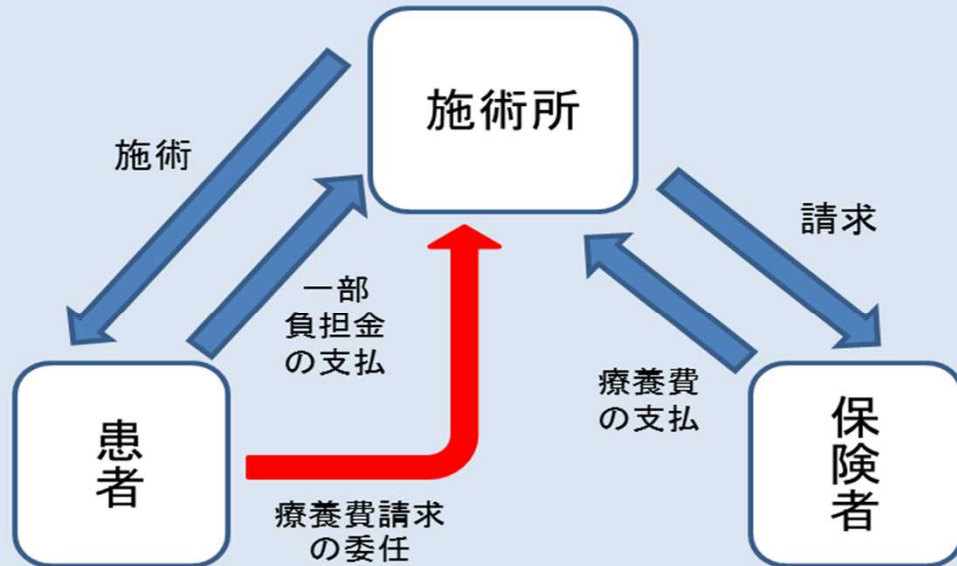 施術所
施術
請求
一部
負担金
の支払
療養費
の支払
患者
保険者
療養費請求
の委任